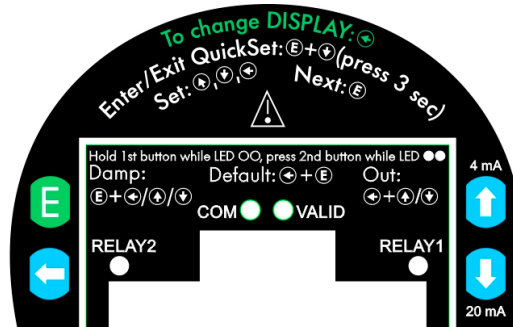 To change DISPLAY: ←
Enter/Exit QuickSet: E+↓(press 3 sec)
Set: ↑,↓,← Next: E
Hold 1st button while LED OO, press 2nd button while LED ●●
Damp: Default: ←+E Out:
E+←/↑/↓ ←+↑/↓
COM VALID
RELAY2 RELAY1
E
4 mA
20 mA